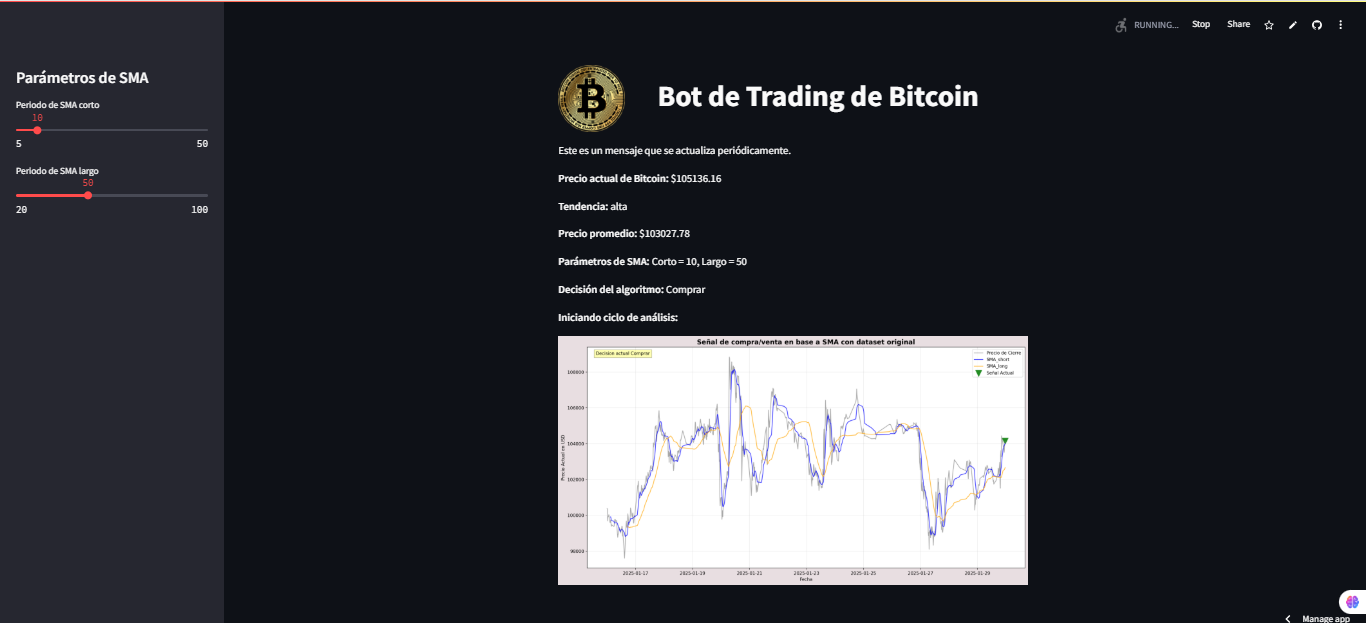 RUNNING...
Stop
Share
Parámetros de SMA
Periodo de SMA corto
10
5
50
Periodo de SMA largo
50
20
100
Bot de Trading de Bitcoin
Este es un mensaje que se actualiza periódicamente.
Precio actual de Bitcoin: $105136.16
Tendencia: alta
Precio promedio: $103027.78
Parámetros de SMA: Corto = 10, Largo = 50
Decisión del algoritmo: Comprar
Iniciando ciclo de análisis:
Señal de compra/venta en base a SMA con dataset original
Decision actual Comprar
Precio de Cierre
SMA_short
SMA_long
Señal Actual
Precio Actual en USD
108000
106000
104000
102000
100000
98000
2025-01-17
2025-01-19
2025-01-21
2025-01-23
2025-01-25
2025-01-27
2025-01-29
Fecha
Manage app